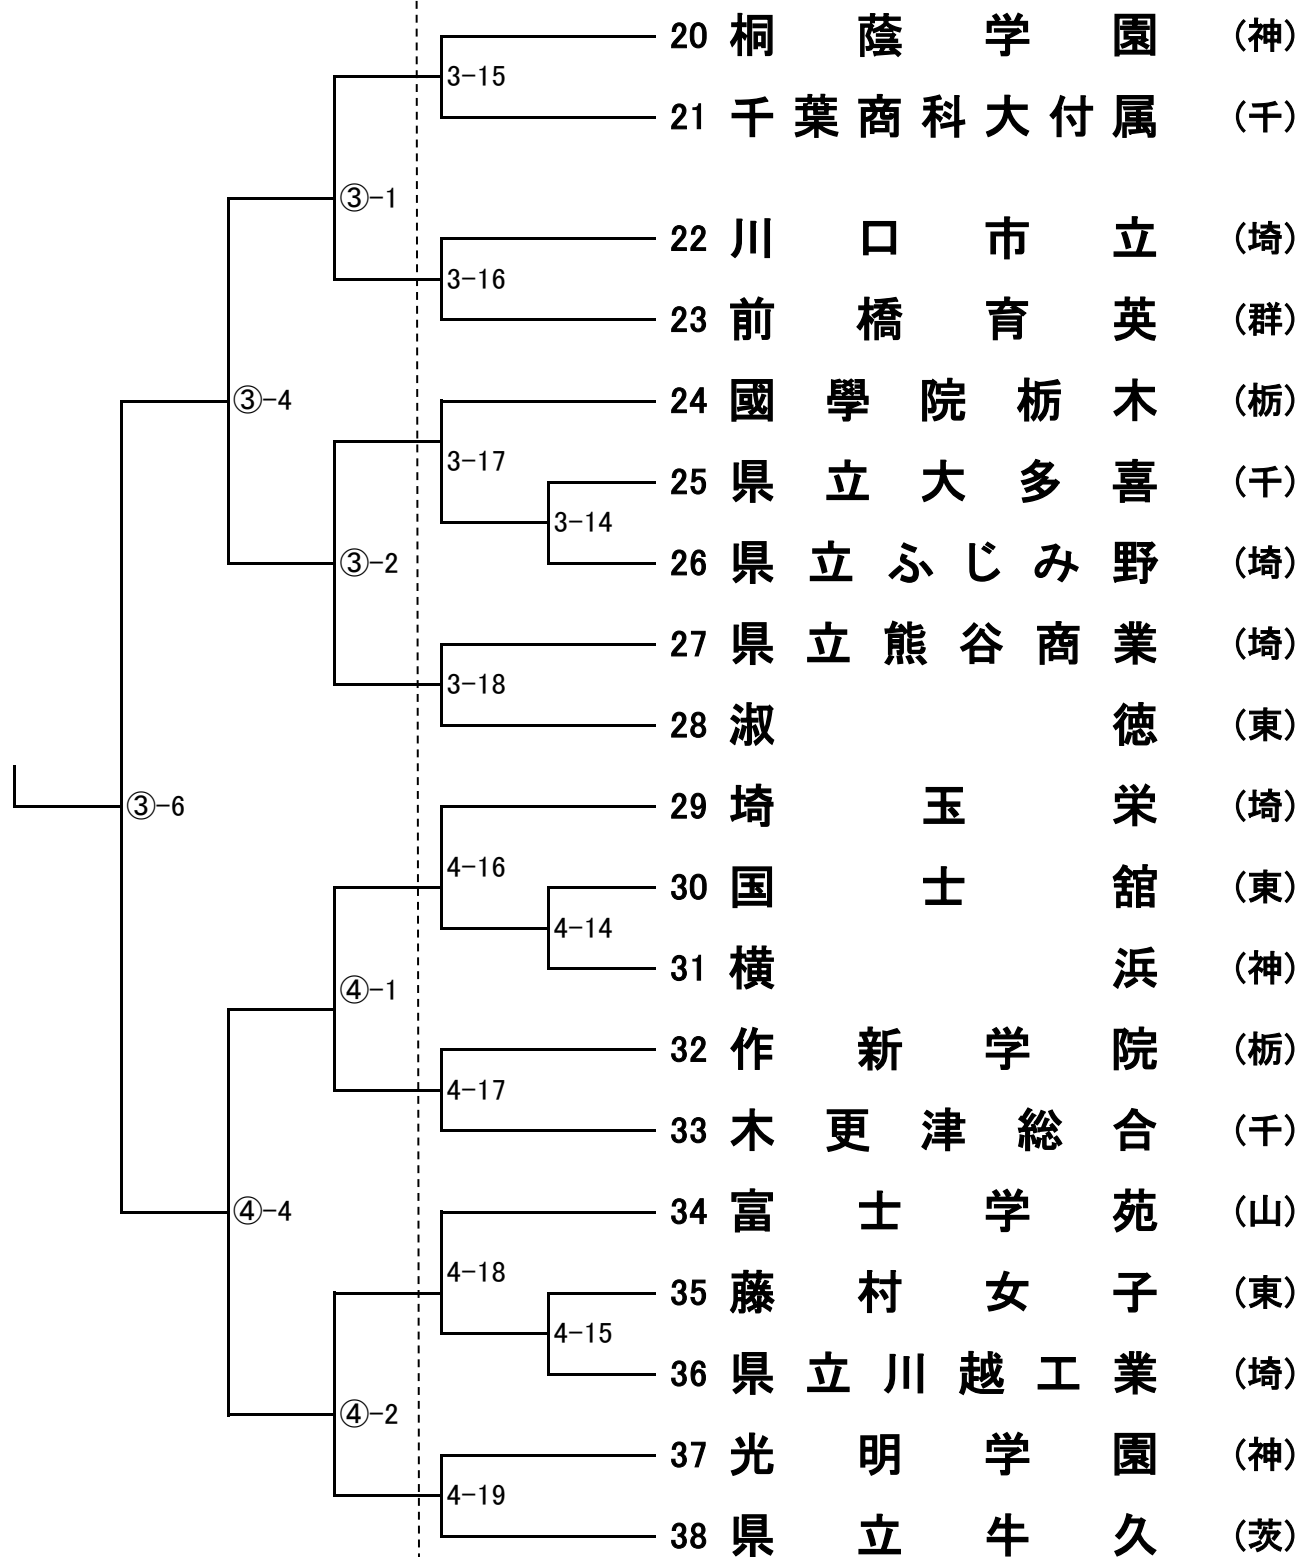 20 桐蔭学園 （神）
3-15
21 千葉商科大付属 （千）
③-1
22 川口市立 （埼）
3-16
23 前橋育英 （群）
③-4
24 國學院栃木 （栃）
3-17
25 県立大多喜 （千）
3-14
26 県立ふじみ野 （埼）
③-2
27 県立熊谷商業 （埼）
3-18
28 淑徳 （東）
③-6
29 埼玉栄 （埼）
4-16
30 国士舘 （東）
4-14
31 横浜 （神）
④-1
32 作新学院 （栃）
4-17
33 木更津総合 （千）
④-4
34 富士学苑 （山）
4-18
35 藤村女子 （東）
4-15
36 県立川越工業 （埼）
④-2
37 光明学園 （神）
4-19
38 県立牛久 （茨）